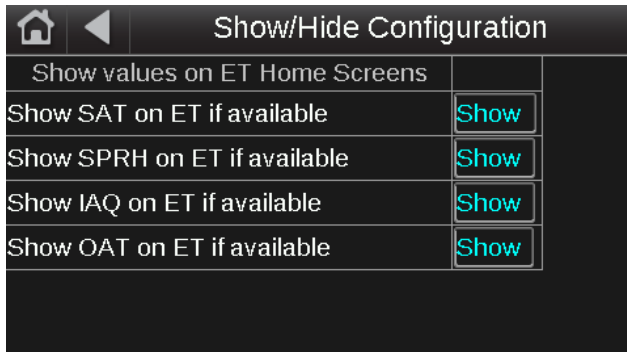 Show/Hide Configuration
Show values on ET Home Screens
Show SAT on ET if available Show
Show SPRH on ET if available Show
Show IAQ on ET if available Show
Show OAT on ET if available Show